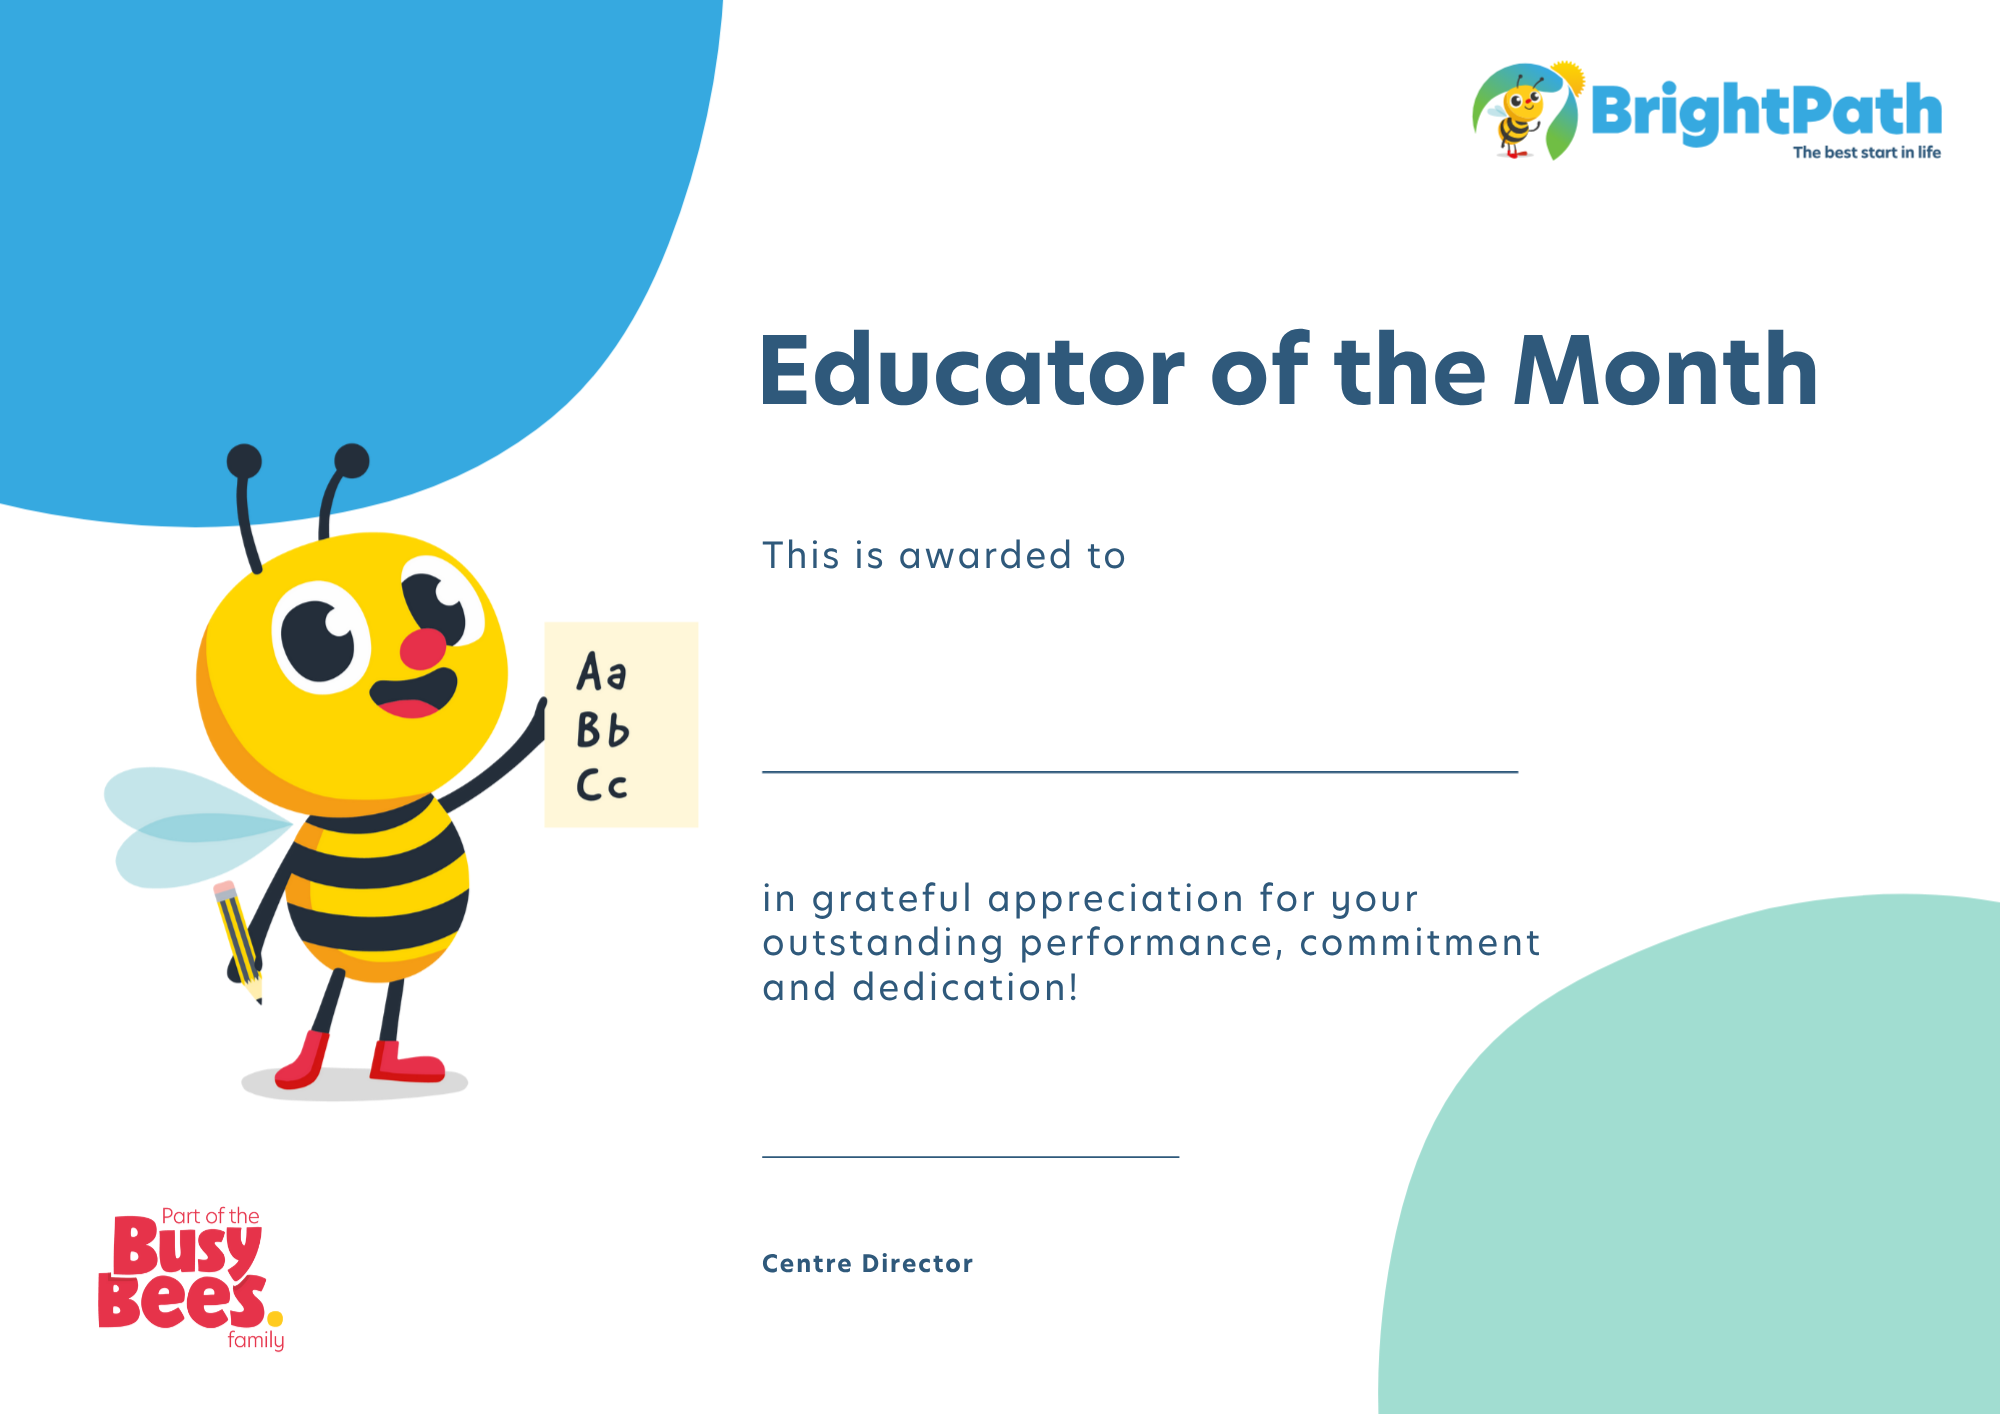 BrightPath
The best start in life
Educator of the Month
This is awarded to
Aa
Bb
Cc
in grateful appreciation for your
outstanding performance, commitment
and dedication!
Centre Director
Part of the
Busy
Bees.
family